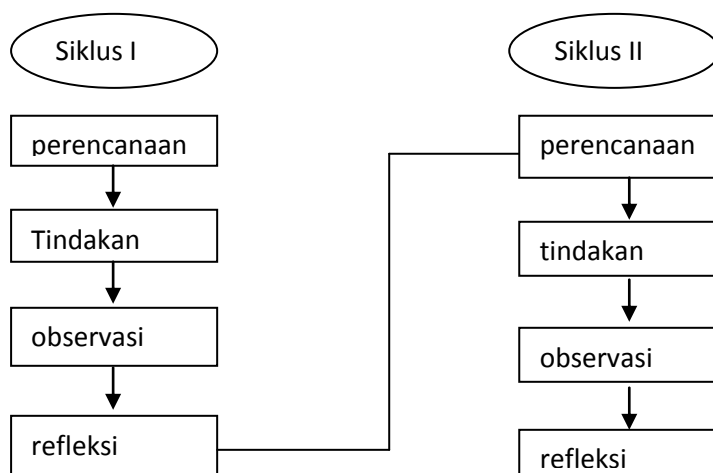 Siklus I
perencanaan
Tindakan
observasi
refleksi
Siklus II
perencanaan
tindakan
observasi
refleksi